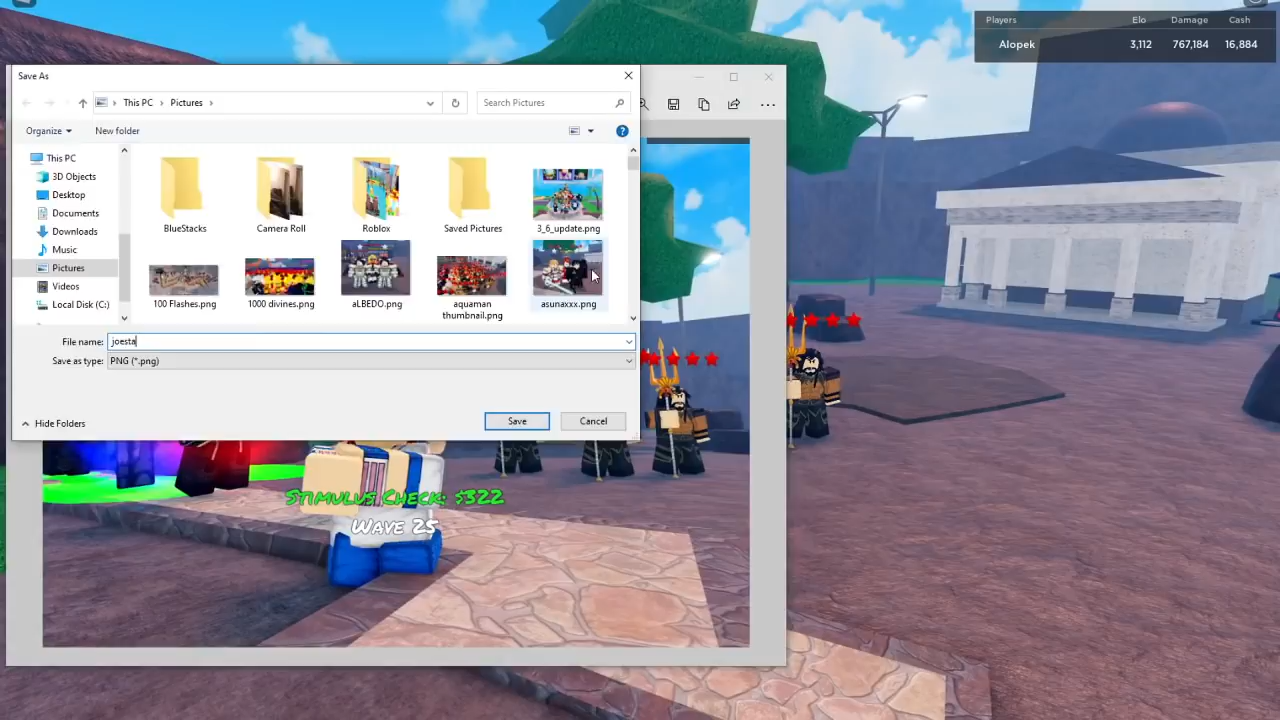 Players Elo Damage Cash
Alopek 3,112 767,184 16,884
Save As
This PC Pictures
Search Pictures
Organize
New folder
This PC
3D Objects
Desktop
Documents
Downloads
Music
Pictures
Videos
Local Disk (C:)
BlueStacks
Camera Roll
Roblox
Saved Pictures
3_6_update.png
100 Flashes.png
1000 divines.png
aLBEDO.png
aquaman
thumbnail.png
asunaxxx.png
File name: joesta
Save as type: PNG (*.png)
Hide Folders
Save
Cancel
Stimulus Check: $322
Wave 25